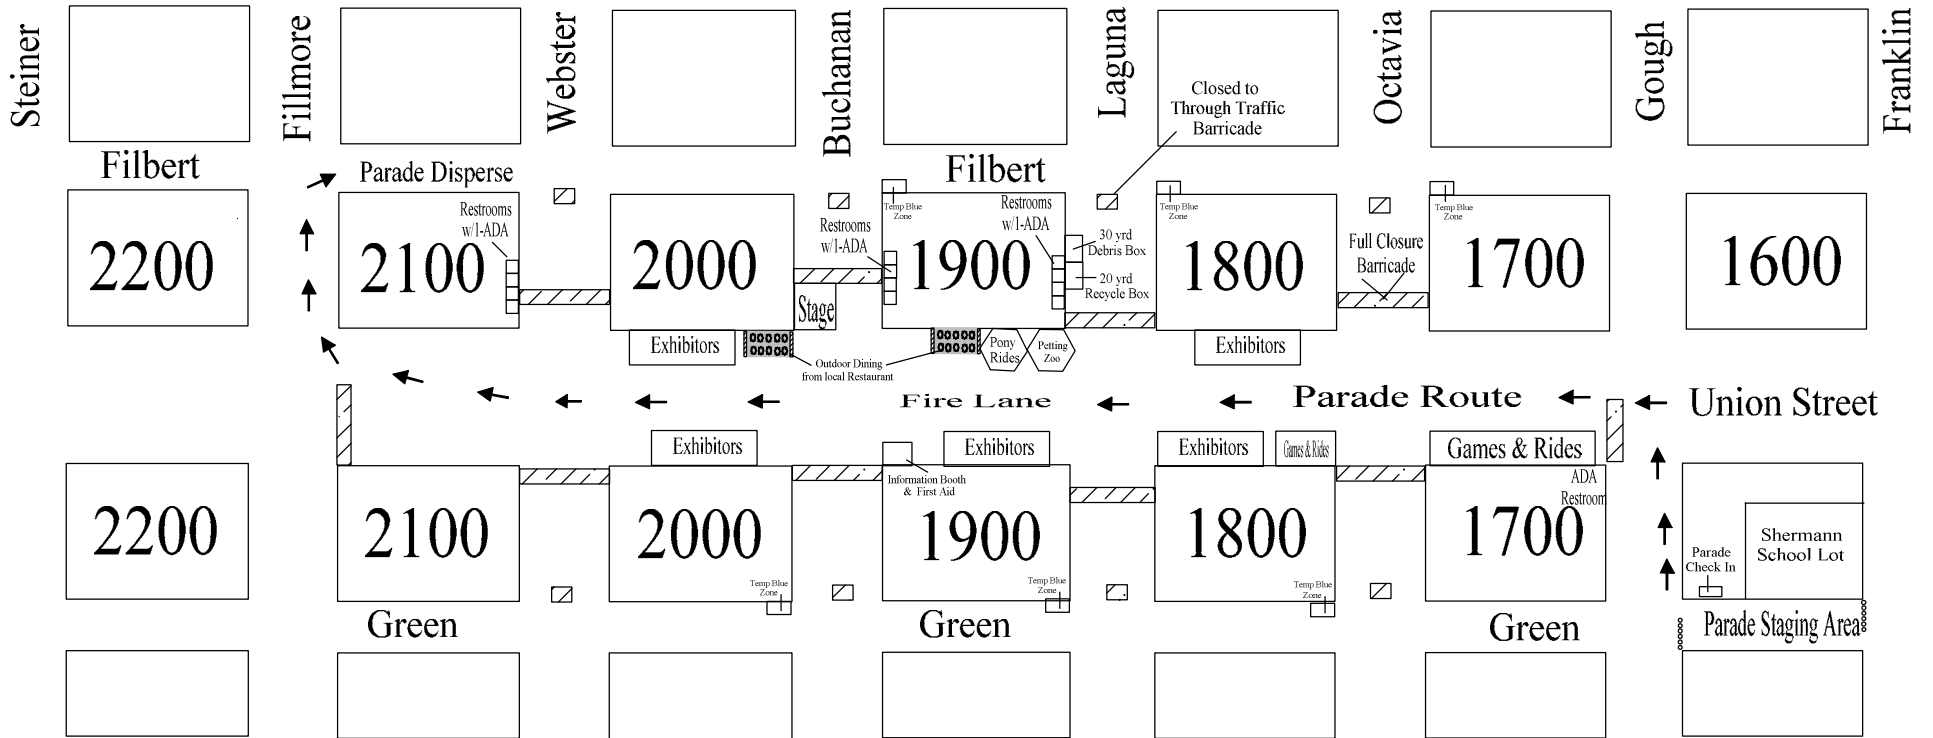 Steiner
Fillmore
Webster
Buchanan
Laguna
Octavia
Gough
Franklin
Closed to
Through Traffic
Barricade
Filbert
Parade Disperse
Filbert
2200
Restrooms
w/1-ADA
2100
2000
Restrooms
w/1-ADA
Temp Blue
Zone
Restrooms
w/1-ADA
1900
30 yrd
Debris Box
20 yrd
Recycle Box
Temp Blue
Zone
1800
Full Closure
Barricade
Temp Blue
Zone
1700
1600
Stage
Exhibitors
Outdoor Dining
from local Restaurant
Pony
Rides
Petting
Zoo
Exhibitors
Fire Lane
Parade Route
Union Street
Exhibitors
Exhibitors
Exhibitors
Games & Rides
Games & Rides
Information Booth
& First Aid
ADA
Restroom
2200
2100
2000
1900
1800
1700
Temp Blue
Zone
Temp Blue
Zone
Temp Blue
Zone
Parade
Check In
Shermann
School Lot
Green
Green
Green
Parade Staging Area